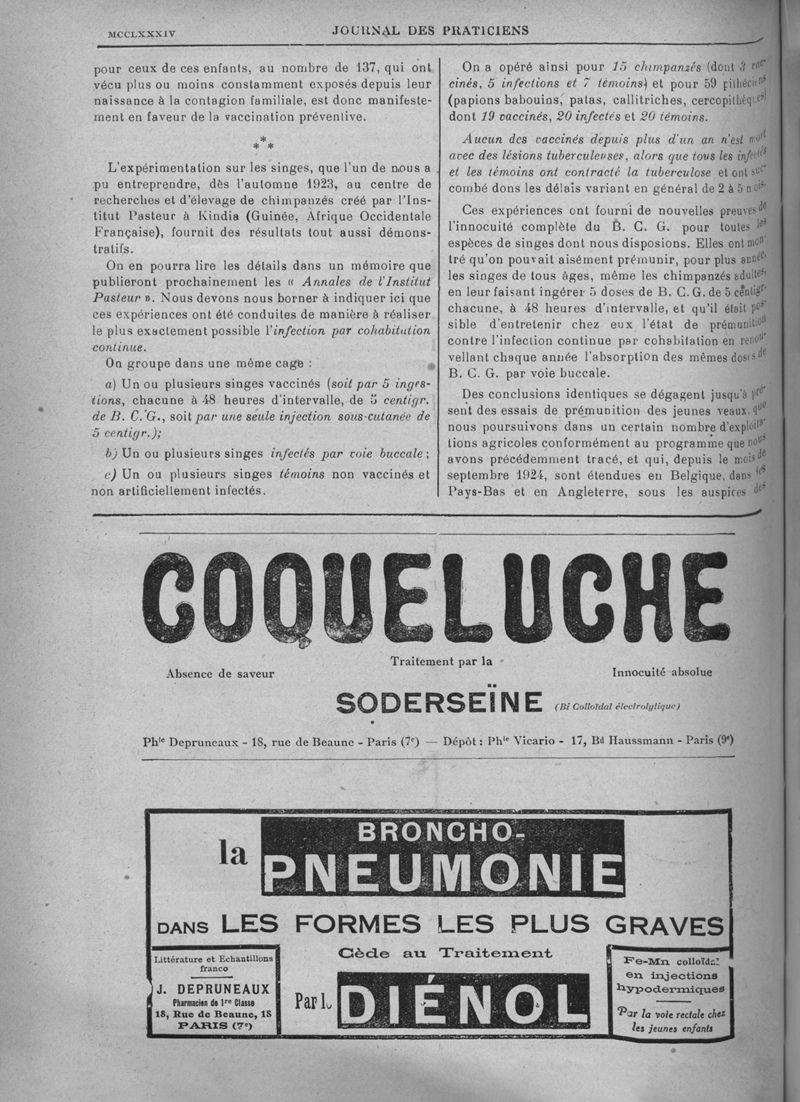 MCCLXXXIV
JOURNAL DES PRATICIENS
pour ceux de ces enfants, au nombre de 137, qui ont
vécu plus ou moins constamment exposés depuis leur
naissance à la contagion familiale, est donc manifeste-
ment en faveur de la vaccination préventive.
***
L'expérimentation sur les singes, que l'un de nous a
pu entreprendre, dès l'automne 1923, au centre de
recherches et d'élevage de chimpanzés créé par l'Ins-
titut Pasteur à Kindia (Guinée, Afrique Occidentale
Française), fournit des résultats tout aussi démons-
tratifs.
On en pourra lire les détails dans un mémoire que
publieront prochainement les « Annales de l'Institut
Pasteur ». Nous devons nous borner à indiquer ici que
ces expériences ont été conduites de manière à réaliser
le plus exactement possible l'infection par cohabitation
continue.
On groupe dans une même cage :
a) Un ou plusieurs singes vaccinés (soit par 5 inges-
tions, chacune à 48 heures d'intervalle, de 5 centigr.
de B. C. G., soit par une seule injection sous-cutanée de
5 centigr.);
b) Un ou plusieurs singes infectés par voie buccale ;
c) Un ou plusieurs singes témoins non vaccinés et
non artificiellement infectés.
On a opéré ainsi pour 15 chimpanzés (dont 3 vac-
cinés, 5 infections et 7 témoins) et pour 59 pithéciens
(papions babouins, patas, callitriches, cercopithèques)
dont 19 vaccinés, 20 infectés et 20 témoins.
Aucun des vaccinés depuis plus d'un an n'est mort
avec des lésions tuberculeuses, alors que tous les infectés
et les témoins ont contracté la tuberculose et ont suc-
combé dons les délais variant en général de 2 à 5 mois.
Ces expériences ont fourni de nouvelles preuves de
l'innocuité complète du B. C. G. pour toutes les
espèces de singes dont nous disposions. Elles ont mon-
tré qu'on pouvait aisément prémunir, pour plus année,
les singes de tous âges, même les chimpanzés adultes,
en leur faisant ingérer 5 doses de B. C. G. de 5 centigr.
chacune, à 48 heures d'intervalle, et qu'il était pos-
sible d'entretenir chez eux l'état de prémunition
contre l'infection continue par cohabitation en renou-
vellant chaque année l'absorption des mêmes doses de
B. C. G. par voie buccale.
Des conclusions identiques se dégagent jusqu'à pré-
sent des essais de prémunition des jeunes veaux, que
nous poursuivons dans un certain nombre d'exploita-
tions agricoles conformément au programme que nous
avons précédemment tracé, et qui, depuis le mois de
septembre 1924, sont étendues en Belgique, dans les
Pays-Bas et en Angleterre, sous les auspices des
COQUELUCHE
Traitement par la
Absence de saveur
Innocuité absolue
SODERSEÏNE (Bi Colloïdal électrolytique)
Phie Depruneaux - 18, rue de Beaune - Paris (7e) — Dépôt : Phie Vicario - 17, Bd Haussmann - Paris (9e)
la BRONCHO-
PNEUMONIE
DANS LES FORMES LES PLUS GRAVES
Cède au Traitement
Par le DIÉNOL
Littérature et Echantillons
franco
J. DEPRUNEAUX
Pharmacien de 1re Classe
18, Rue de Beaune, 18
PARIS (7e)
Fe-Mn colloïdal
en injections
hypodermiques
Par la voie rectale chez
les jeunes enfants